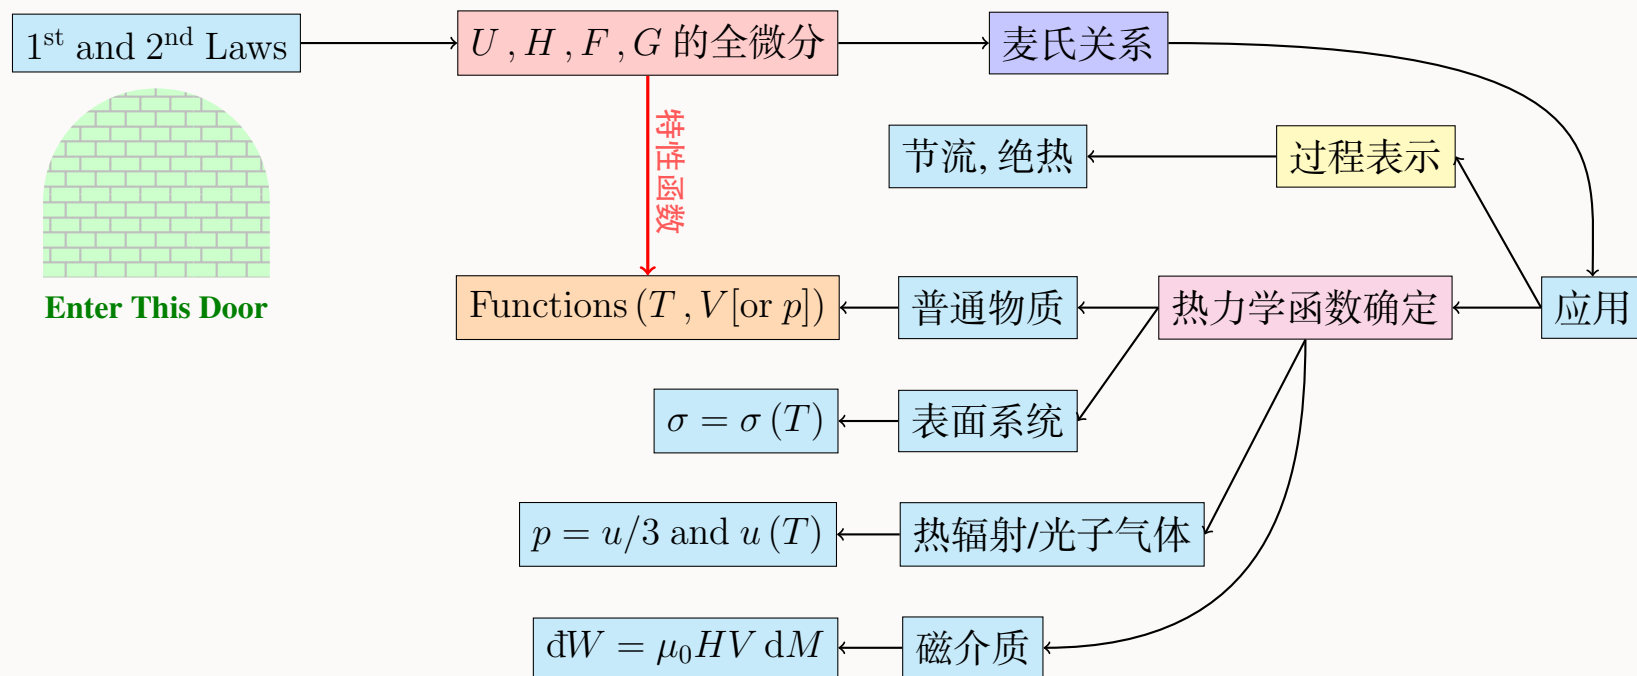 1st and 2nd Laws
U , H , F , G 的全微分
麦氏关系
特性函数
节流, 绝热
过程表示
Enter This Door
Functions (T , V [or p])
普通物质
热力学函数确定
应用
σ = σ (T)
表面系统
p = u/3 and u (T)
热辐射/光子气体
đW = μ₀HV dM
磁介质